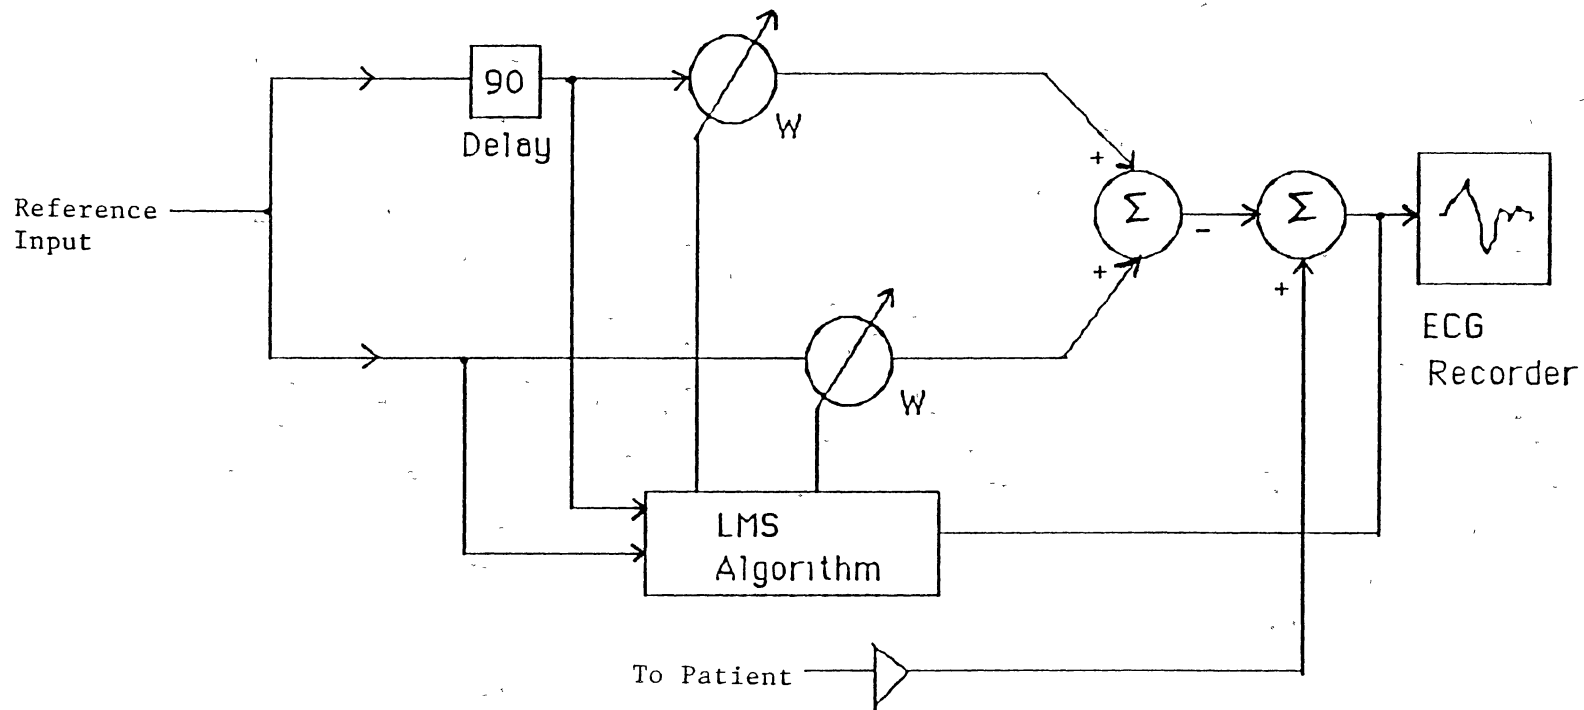 90
Delay
W
Reference
Input
+
Σ
-
Σ
+
+
ECG
Recorder
W
LMS
Algorithm
To Patient